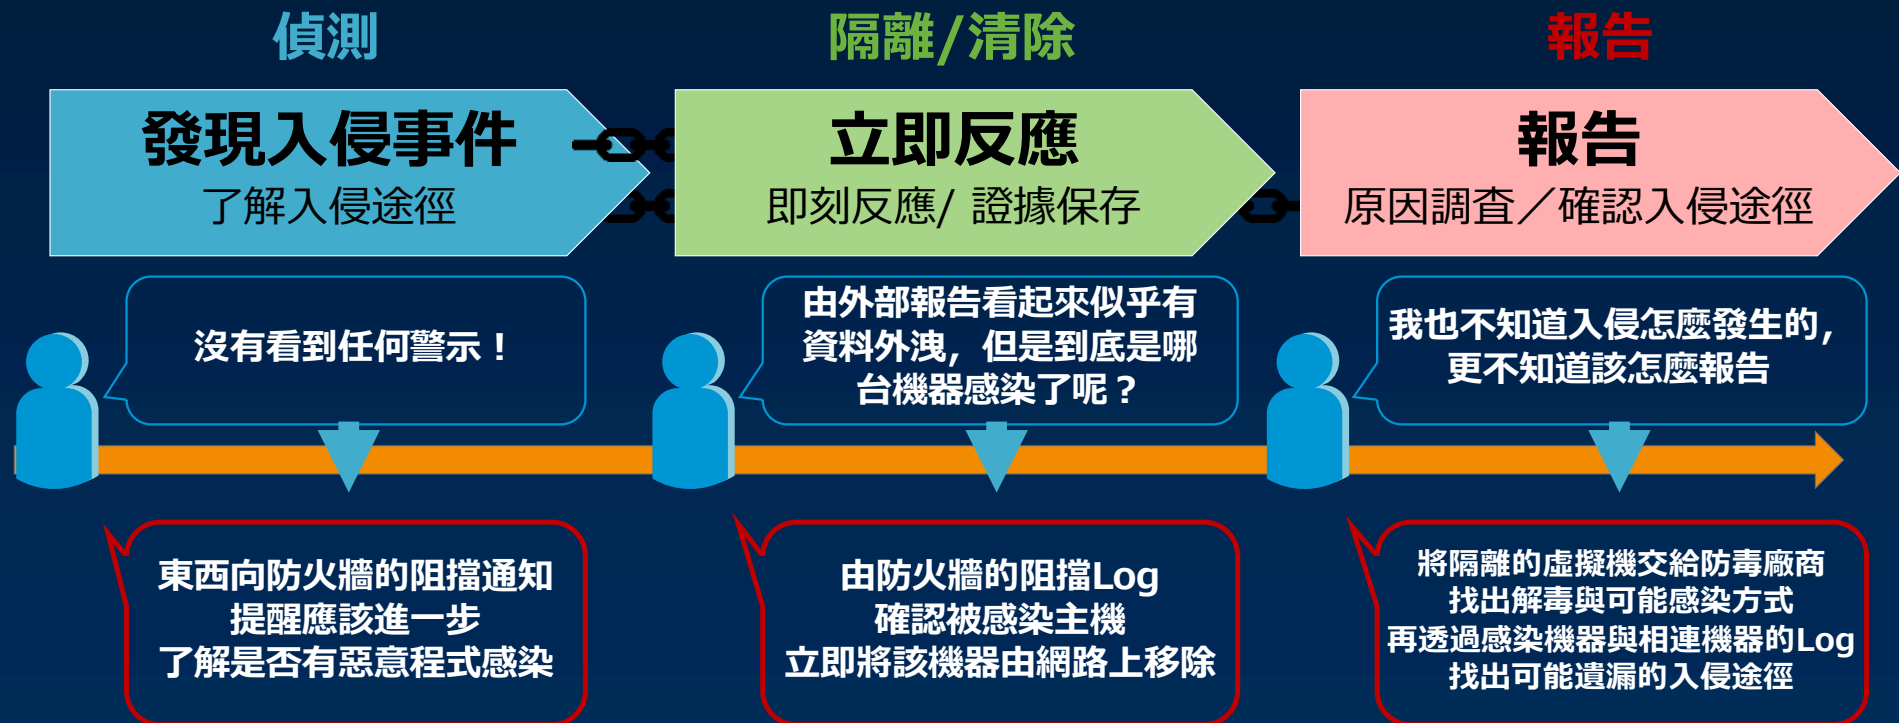 偵測
隔離/清除
報告
發現入侵事件
了解入侵途徑
立即反應
即刻反應/ 證據保存
報告
原因調查／確認入侵途徑
沒有看到任何警示！
由外部報告看起來似乎有
資料外洩，但是到底是哪
台機器感染了呢？
我也不知道入侵怎麼發生的，
更不知道該怎麼報告
東西向防火牆的阻擋通知
提醒應該進一步
了解是否有惡意程式感染
由防火牆的阻擋Log
確認被感染主機
立即將該機器由網路上移除
將隔離的虛擬機交給防毒廠商
找出解毒與可能感染方式
再透過感染機器與相連機器的Log
找出可能遺漏的入侵途徑